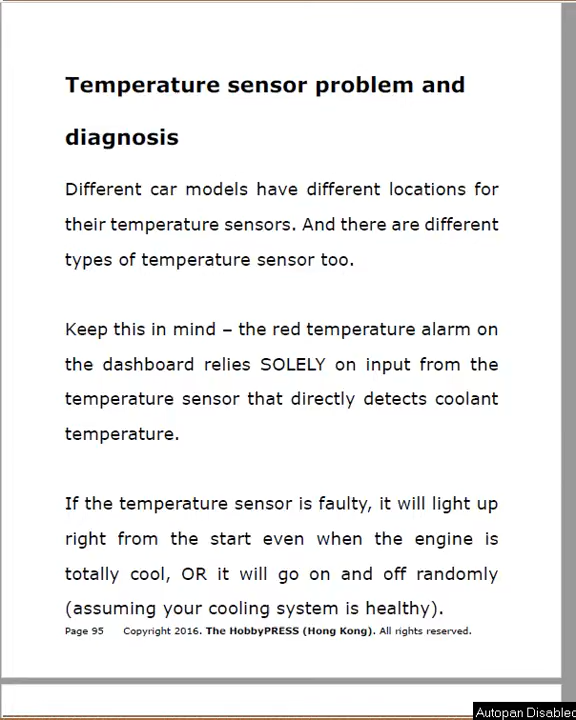 Temperature sensor problem and
diagnosis
Different car models have different locations for
their temperature sensors. And there are different
types of temperature sensor too.
Keep this in mind – the red temperature alarm on
the dashboard relies SOLELY on input from the
temperature sensor that directly detects coolant
temperature.
If the temperature sensor is faulty, it will light up
right from the start even when the engine is
totally cool, OR it will go on and off randomly
(assuming your cooling system is healthy).
Page 95 Copyright 2016. The HobbyPRESS (Hong Kong). All rights reserved.
Autopan Disabled